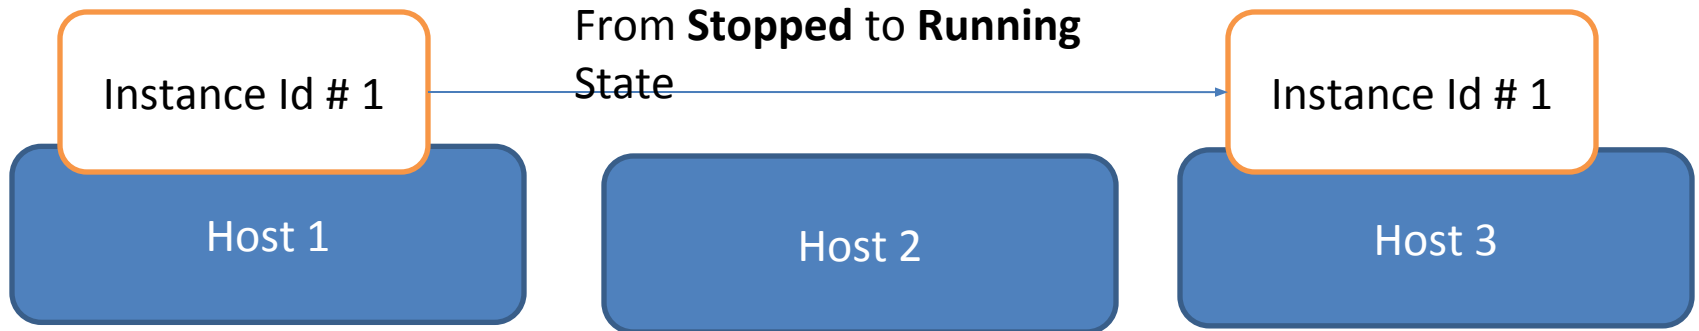 From Stopped to Running
State
Instance Id # 1
Instance Id # 1
Host 1
Host 2
Host 3